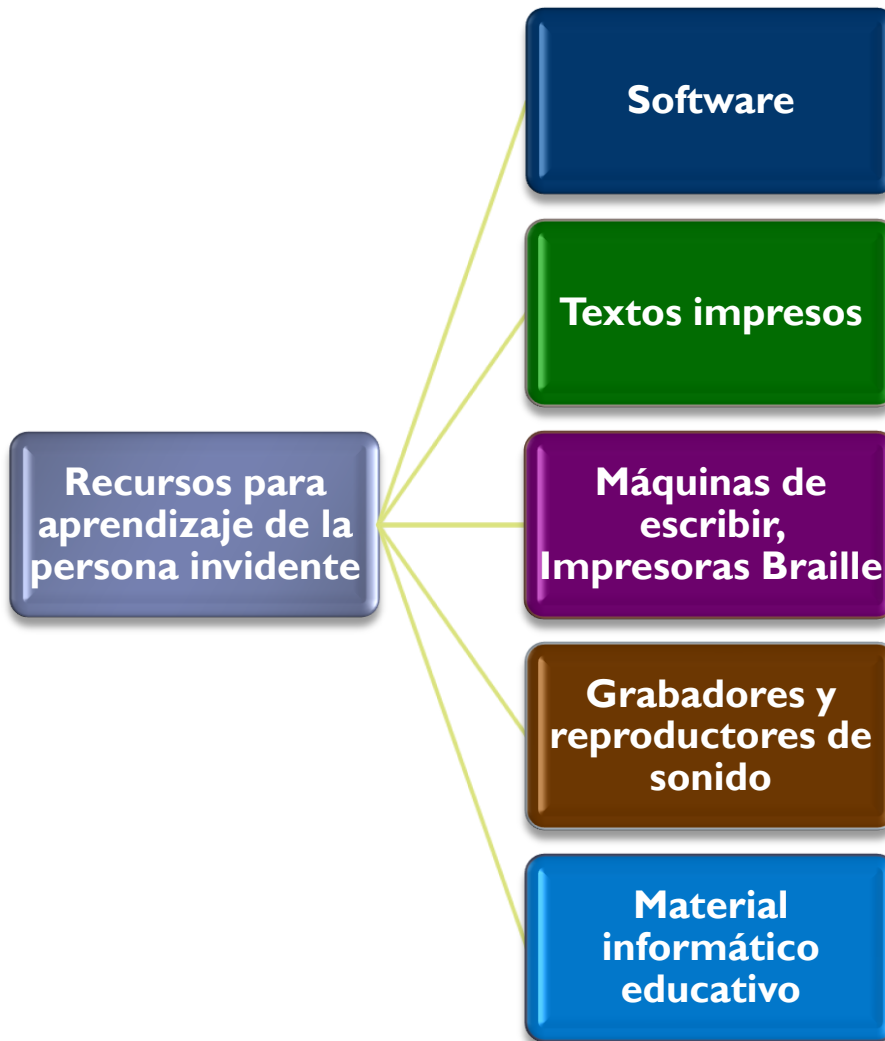 Software
Textos impresos
Recursos para
aprendizaje de la
persona invidente
Máquinas de
escribir,
Impresoras Braille
Grabadores y
reproductores de
sonido
Material
informático
educativo